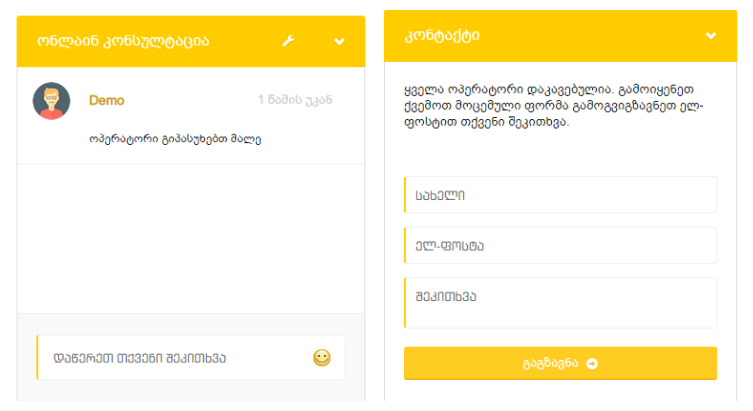 ონლაინ კონსულტაცია
Demo
1 წამის უკან
ოპერატორი გიპასუხებთ მალე
დაწერეთ თქვენი შეკითხვა
კონტაქტი
ყველა ოპერატორი დაკავებულია. გამოიყენეთ
ქვემოთ მოცემული ფორმა გამოგვიგზავნეთ ელ-
ფოსტით თქვენი შეკითხვა.
სახელი
ელ-ფოსტა
შეკითხვა
გაგზავნა